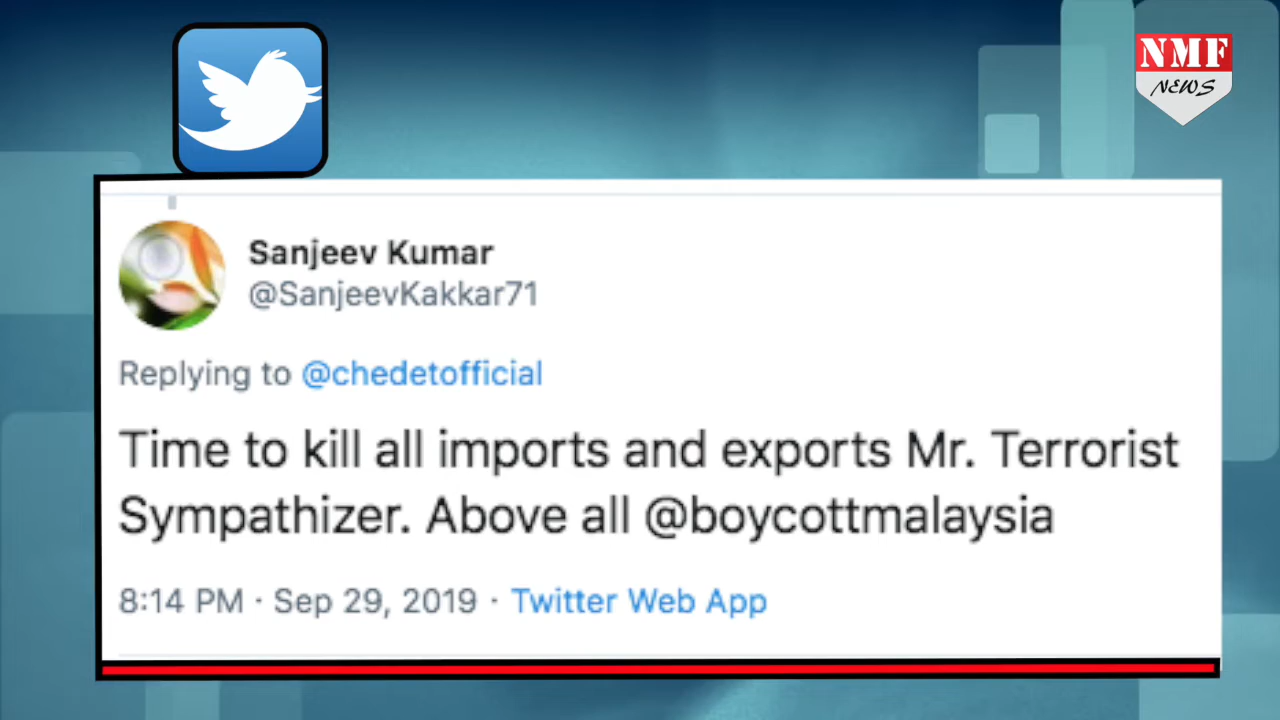 NMF
NEWS
Sanjeev Kumar
@SanjeevKakkar71
Replying to @chedetofficial
Time to kill all imports and exports Mr. Terrorist
Sympathizer. Above all @boycottmalaysia
8:14 PM · Sep 29, 2019 · Twitter Web App